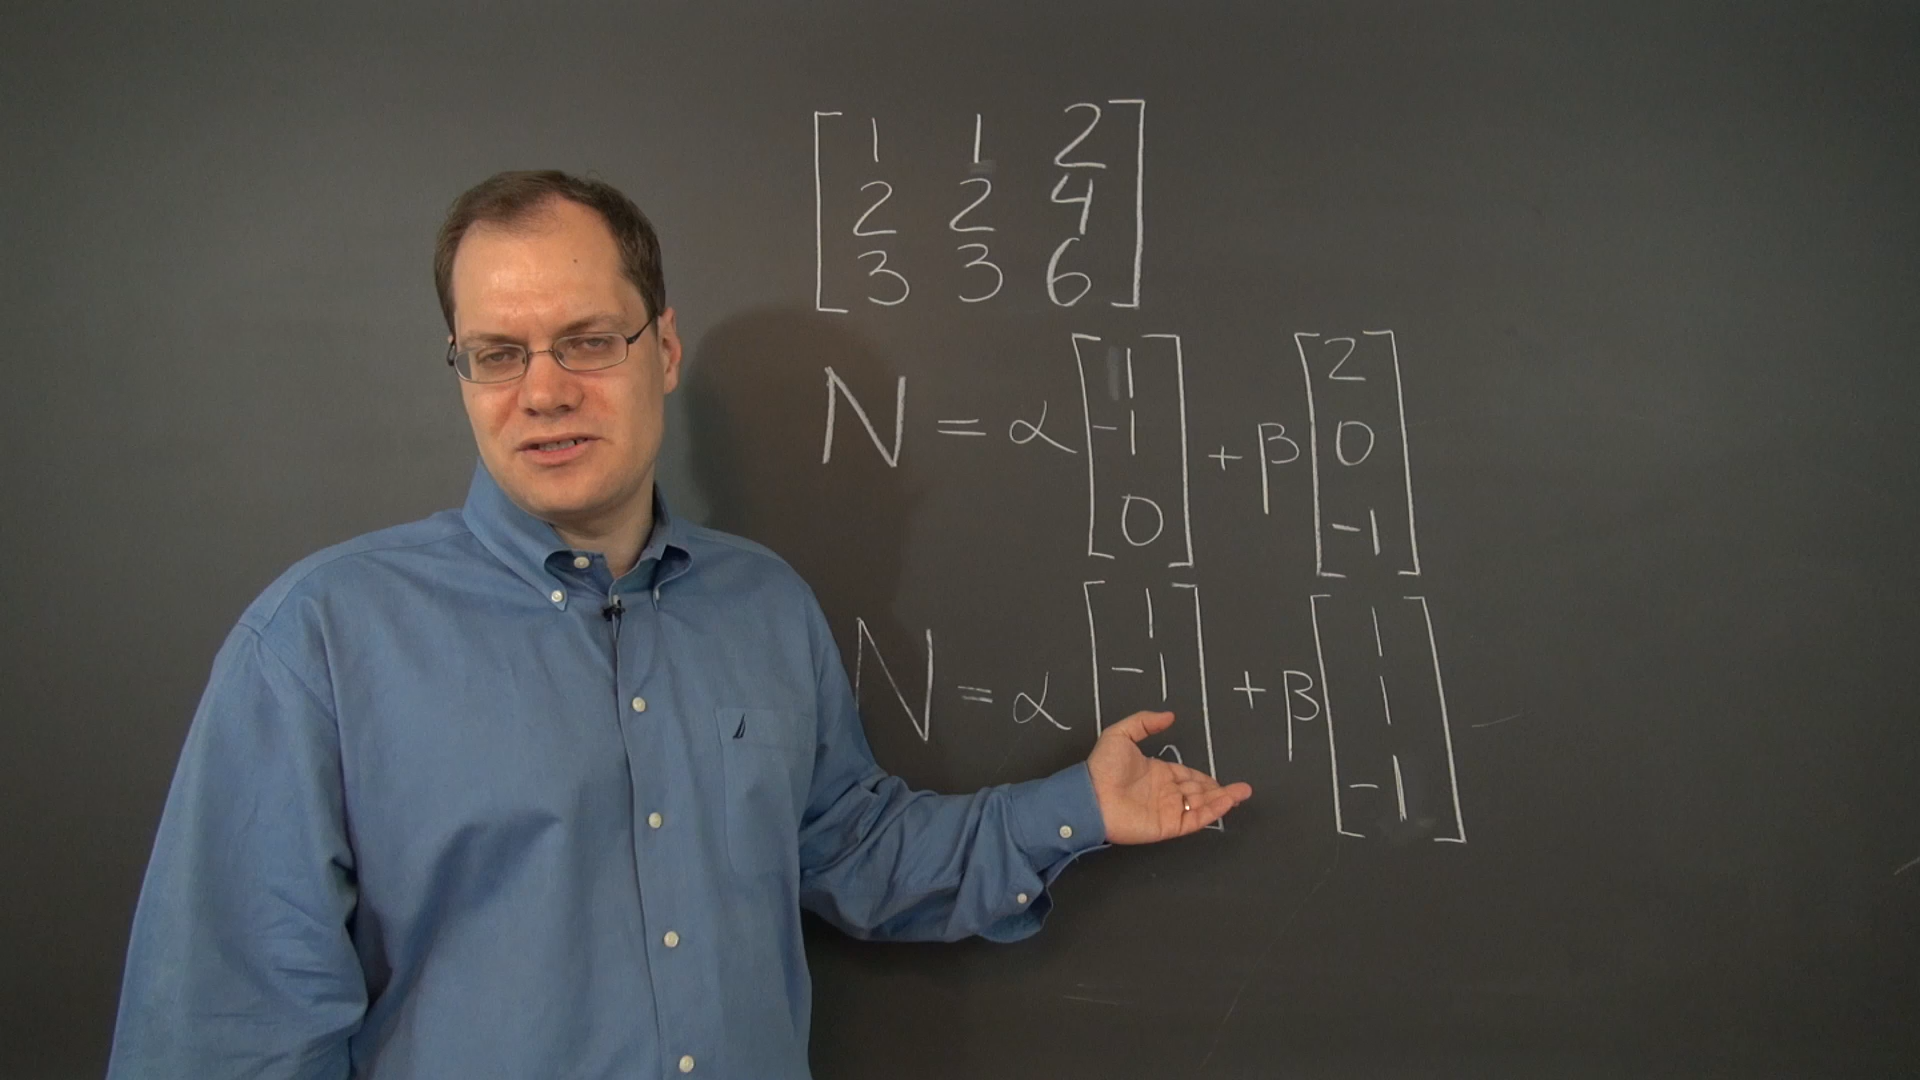 1 1 2
2 2 4
3 3 6
N = α [1 -1 0] + β [2 0 -1]
N = α [1 -1 0] + β [1 1 -1]